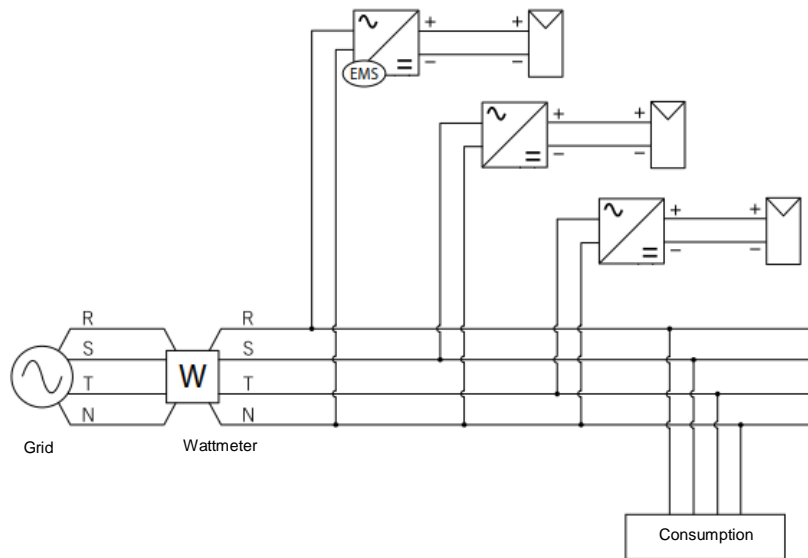 + +
EMS
− −
+ +
− −
+ +
− −
R R
S S
W
T T
N N
Grid
Wattmeter
Consumption